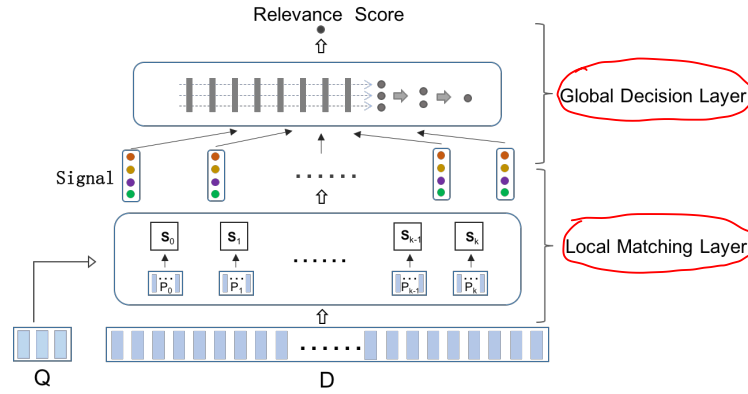 Relevance Score
Global Decision Layer
Signal
......
S0 S1 ...... Sk-1 Sk
Local Matching Layer
... ... ... ...
P0 P1 Pk-1 Pk
......
Q D